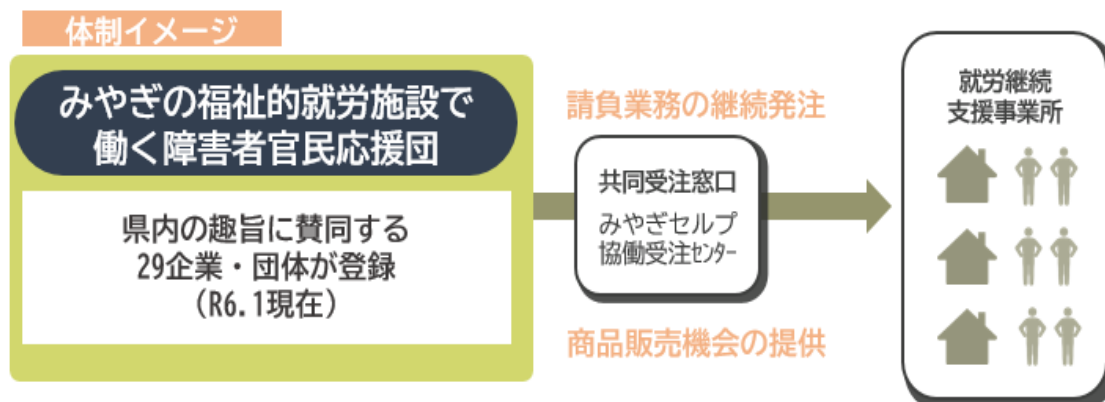 体制イメージ
みやぎの福祉的就労施設で
働く障害者官民応援団
県内の趣旨に賛同する
29企業・団体が登録
（R6.1現在）
請負業務の継続発注
共同受注窓口
みやぎセルプ
協働受注ｾﾝﾀｰ
商品販売機会の提供
就労継続
支援事業所